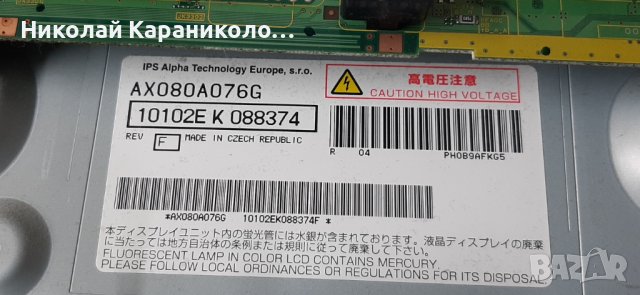 Николай Караниколо...
IPS Alpha Technology Europe, s.r.o.
AX080A076G
10102E K 088374
REV F MADE IN CZECH REPUBLIC
高電圧注意
CAUTION HIGH VOLTAGE
R 04 PH0B9AFKG5
*AX080A076G 10102EK088374F *
本ディスプレイユニット内の蛍光管には水銀が含まれております。液晶ディスプレイの廃棄
に当たっては地方自治体の条例または規則に従って廃棄して下さい。
FLUORESCENT LAMP IN COLOR LCD CONTAINS MERCURY.
PLEASE FOLLOW LOCAL ORDINANCES OR REGULATIONS FOR ITS DISPOSAL.
BAZAR